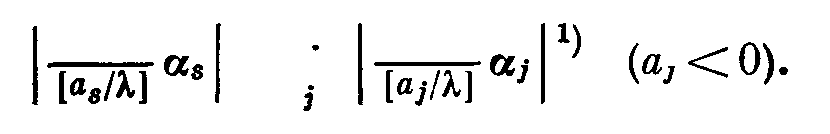 | ‾[a_s/λ] α_s |   ·_j   | ‾[a_j/λ] α_j |^{1)}   (a_j < 0).